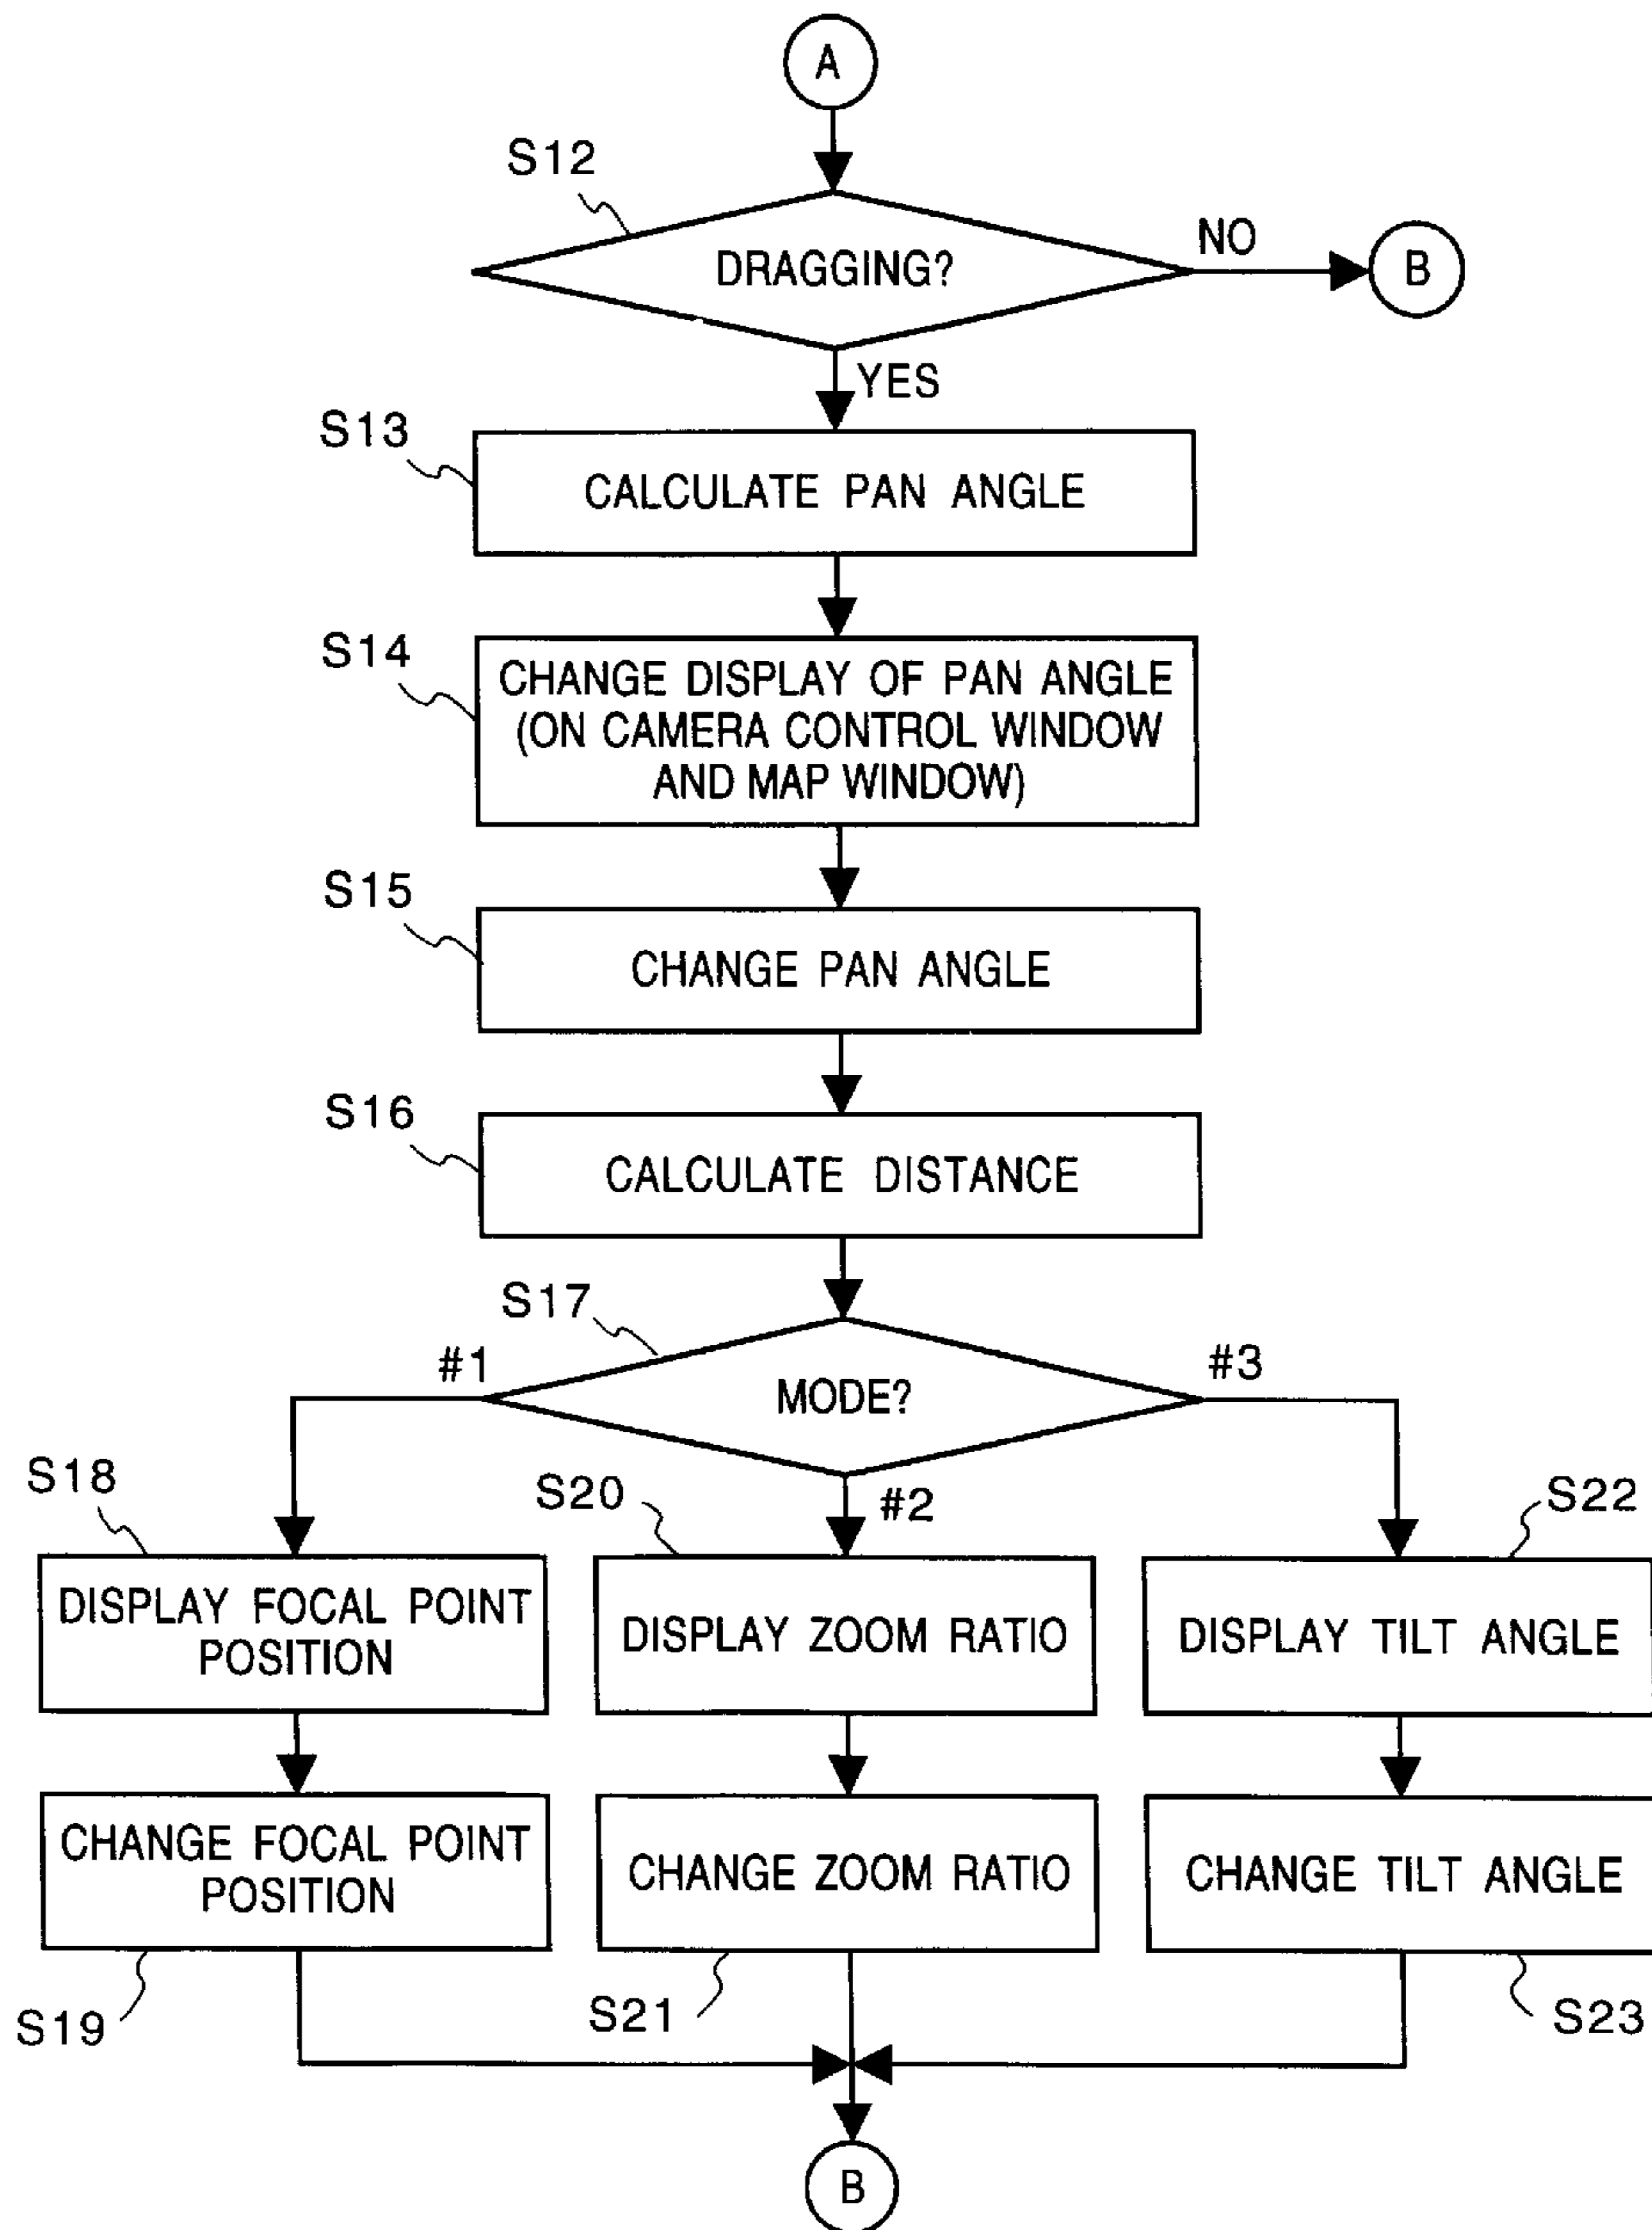 A
S12
DRAGGING?
NO
B
YES
S13
CALCULATE PAN ANGLE
S14
CHANGE DISPLAY OF PAN ANGLE
(ON CAMERA CONTROL WINDOW
AND MAP WINDOW)
S15
CHANGE PAN ANGLE
S16
CALCULATE DISTANCE
S17
#1
MODE?
#3
S18
S20
#2
S22
DISPLAY FOCAL POINT
POSITION
DISPLAY ZOOM RATIO
DISPLAY TILT ANGLE
CHANGE FOCAL POINT
POSITION
CHANGE ZOOM RATIO
CHANGE TILT ANGLE
S19
S21
S23
B